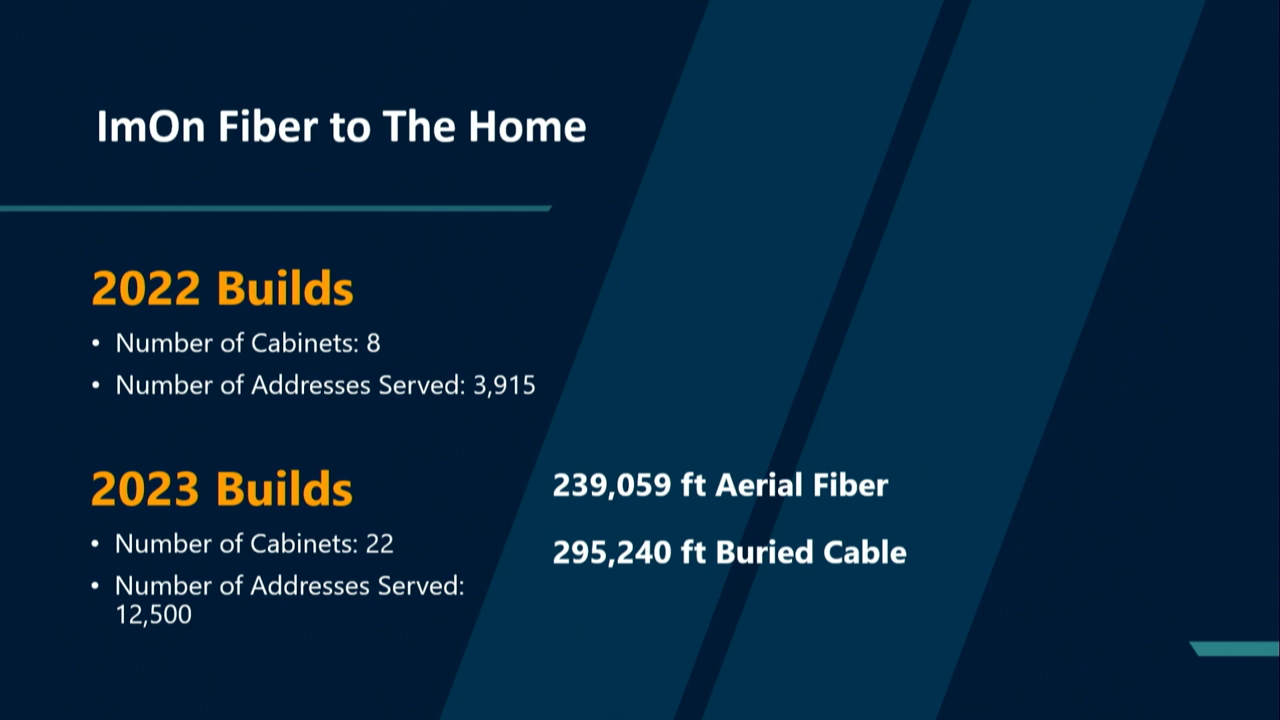 ImOn Fiber to The Home
2022 Builds
• Number of Cabinets: 8
• Number of Addresses Served: 3,915
2023 Builds
• Number of Cabinets: 22
• Number of Addresses Served:
12,500
239,059 ft Aerial Fiber
295,240 ft Buried Cable